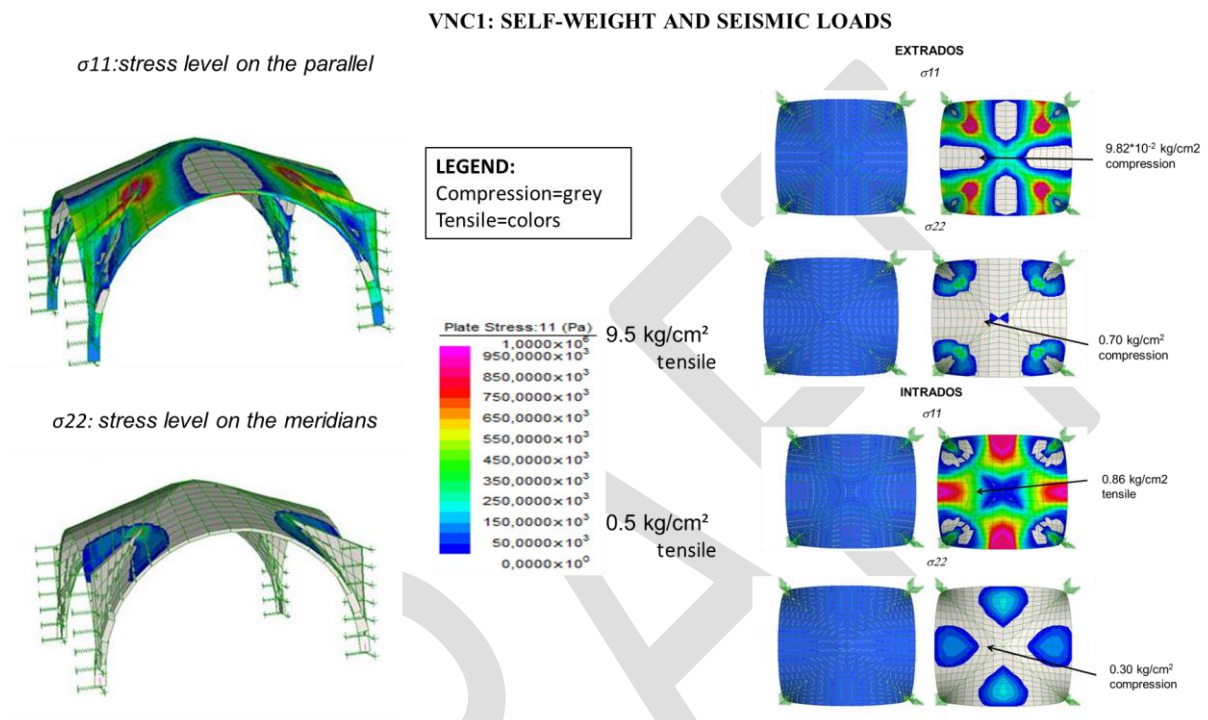 VNC1: SELF-WEIGHT AND SEISMIC LOADS
σ11:stress level on the parallel
LEGEND:
Compression=grey
Tensile=colors
σ22: stress level on the meridians
Plate Stress:11 (Pa)
1,0000x10⁶
950,0000x10³
850,0000x10³
750,0000x10³
650,0000x10³
550,0000x10³
450,0000x10³
350,0000x10³
250,0000x10³
150,0000x10³
50,0000x10³
0,0000x10⁰
9.5 kg/cm²
tensile
0.5 kg/cm²
tensile
EXTRADOS
σ11
9.82*10⁻² kg/cm2
compression
σ22
0.70 kg/cm²
compression
INTRADOS
σ11
0.86 kg/cm2
tensile
σ22
0.30 kg/cm²
compression